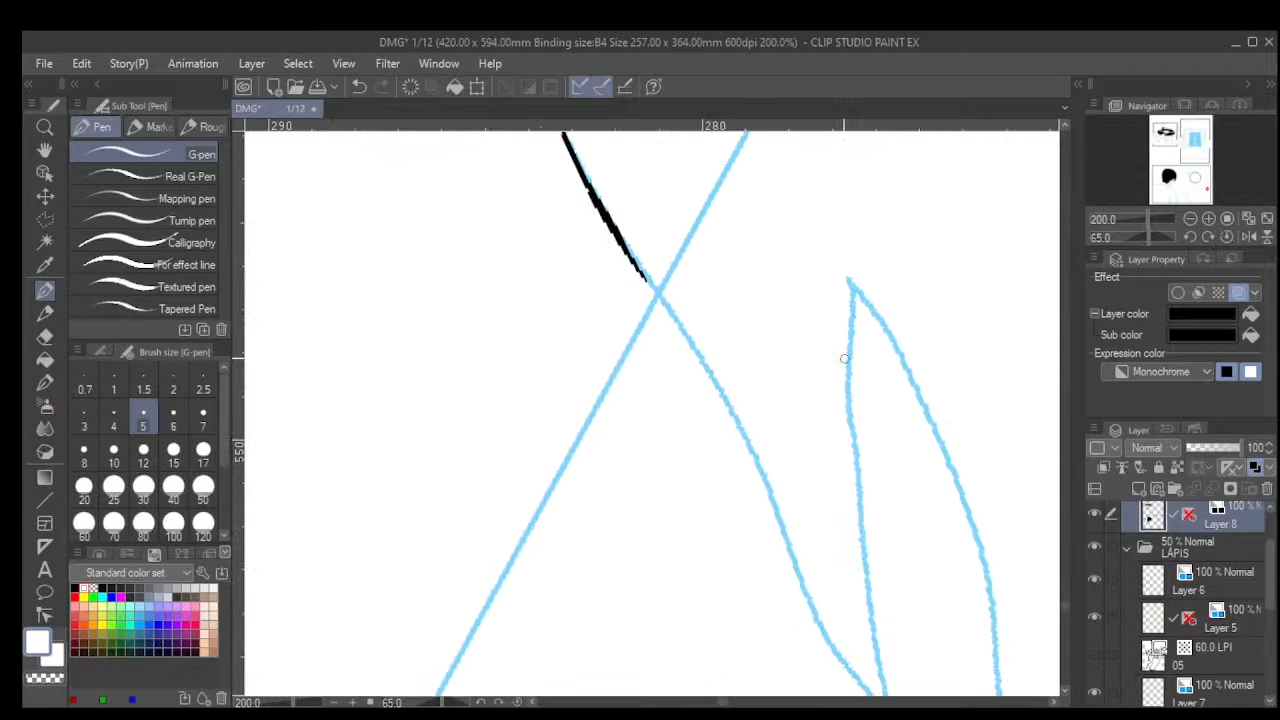 DMG* 1/12 (420.00 x 594.00mm Binding size:B4 Size 257.00 x 364.00mm 600dpi 200.0%) - CLIP STUDIO PAINT EX
File Edit Story(P) Animation Layer Select View Filter Window Help
Sub Tool [Pen]
Pen Marke Roug
G-pen
Real G-Pen
Mapping pen
Turnip pen
Calligraphy
For effect line
Textured pen
Tapered Pen
Brush size [G-pen]
0.7 1 1.5 2 2.5
3 4 5 6 7
8 10 12 15 17
20 25 30 40 50
60 70 80 100 120
Standard color set
DMG* 1/12
290 280
550
200.0 65.0
Navigator
200.0
65.0
Layer Property
Effect
Layer color
Sub color
Expression color
Monochrome
Layer
Normal 100
100 % N
Layer 8
50 % Normal
LÁPIS
100 % Normal
Layer 6
100 % N
Layer 5
60.0 LPI
05
100 % Normal
Layer 7